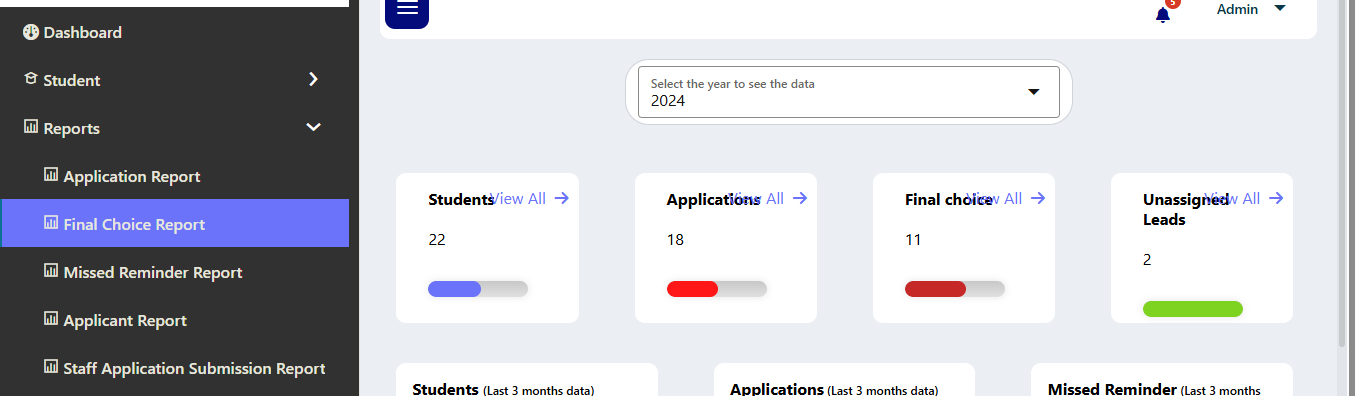 5
Admin
Dashboard
Student
Reports
Application Report
Final Choice Report
Missed Reminder Report
Applicant Report
Staff Application Submission Report
Select the year to see the data
2024
Students View All
22
Applications View All
18
Final choice View All
11
Unassigned View All
Leads
2
Students (Last 3 months data)
Applications (Last 3 months data)
Missed Reminder (Last 3 months